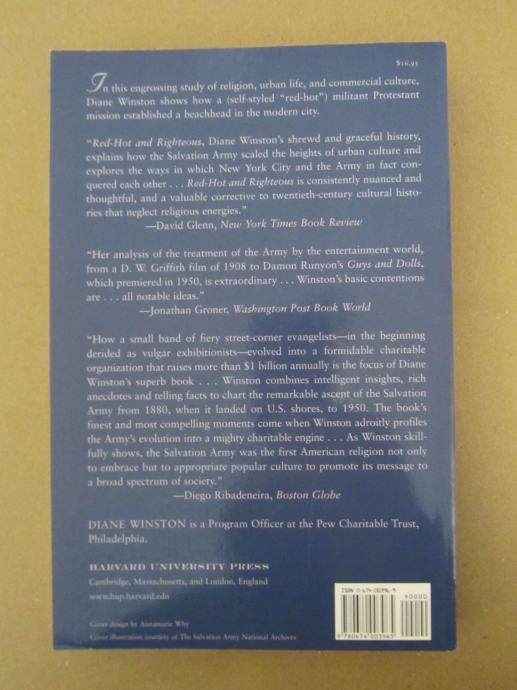 $16.95
In this engrossing study of religion, urban life, and commercial culture,
Diane Winston shows how a (self-styled “red-hot”) militant Protestant
mission established a beachhead in the modern city.
“Red-Hot and Righteous, Diane Winston’s shrewd and graceful history,
explains how the Salvation Army scaled the heights of urban culture and
explores the ways in which New York City and the Army in fact con-
quered each other . . . Red-Hot and Righteous is consistently nuanced and
thoughtful, and a valuable corrective to twentieth-century cultural histo-
ries that neglect religious energies.”
—David Glenn, New York Times Book Review
“Her analysis of the treatment of the Army by the entertainment world,
from a D. W. Griffith film of 1908 to Damon Runyon’s Guys and Dolls,
which premiered in 1950, is extraordinary . . . Winston’s basic contentions
are . . . all notable ideas.”
—Jonathan Groner, Washington Post Book World
“How a small band of fiery street-corner evangelists—in the beginning
derided as vulgar exhibitionists—evolved into a formidable charitable
organization that raises more than $1 billion annually is the focus of Diane
Winston’s superb book . . . Winston combines intelligent insights, rich
anecdotes and telling facts to chart the remarkable ascent of the Salvation
Army from 1880, when it landed on U.S. shores, to 1950. The book’s
finest and most compelling moments come when Winston adroitly profiles
the Army’s evolution into a mighty charitable engine . . . As Winston skill-
fully shows, the Salvation Army was the first American religion not only
to embrace but to appropriate popular culture to promote its message to
a broad spectrum of society.”
—Diego Ribadeneira, Boston Globe
DIANE WINSTON is a Program Officer at the Pew Charitable Trust,
Philadelphia.
HARVARD UNIVERSITY PRESS
Cambridge, Massachusetts, and London, England
www.hup.harvard.edu
Cover design by Annamarie Why
Cover illustration courtesy of The Salvation Army National Archives
ISBN 0-674-00396-9
90000
9 780674 003965